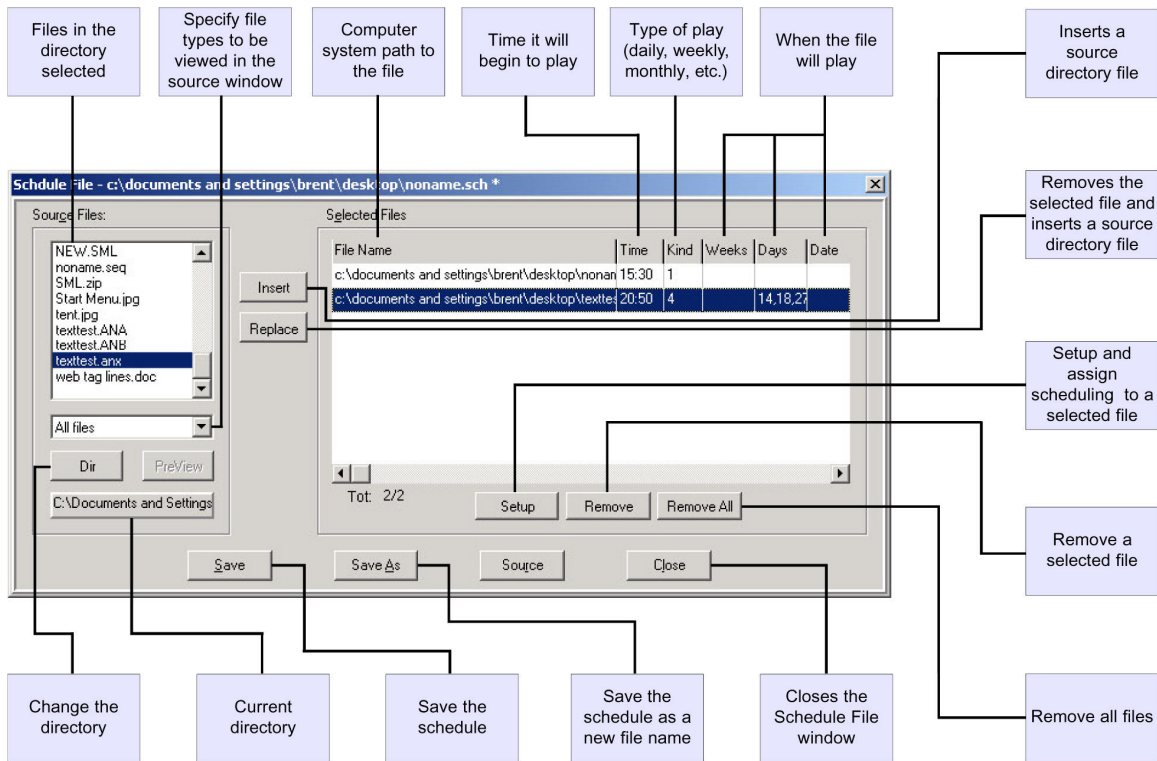 Files in the
directory
selected
Specify file
types to be
viewed in the
source window
Computer
system path to
the file
Time it will
begin to play
Type of play
(daily, weekly,
monthly, etc.)
When the file
will play
Inserts a
source
directory file
Schdule File - c:\documents and settings\brent\desktop\noname.sch *
Source Files:
Selected Files
NEW.SML
noname.seq
SML.zip
Start Menu.jpg
tent.jpg
texttest.ANA
texttest.ANB
texttest.anx
web tag lines.doc
All files
Dir
PreView
C:\Documents and Settings
Insert
Replace
File Name Time Kind Weeks Days Date
c:\documents and settings\brent\desktop\nonan 15:30 1
c:\documents and settings\brent\desktop\texttes 20:50 4 14,18,27
Tot: 2/2
Setup
Remove
Remove All
Save
Save As
Source
Close
Removes the
selected file and
inserts a source
directory file
Setup and
assign
scheduling to a
selected file
Remove a
selected file
Remove all files
Change the
directory
Current
directory
Save the
schedule
Save the
schedule as a
new file name
Closes the
Schedule File
window